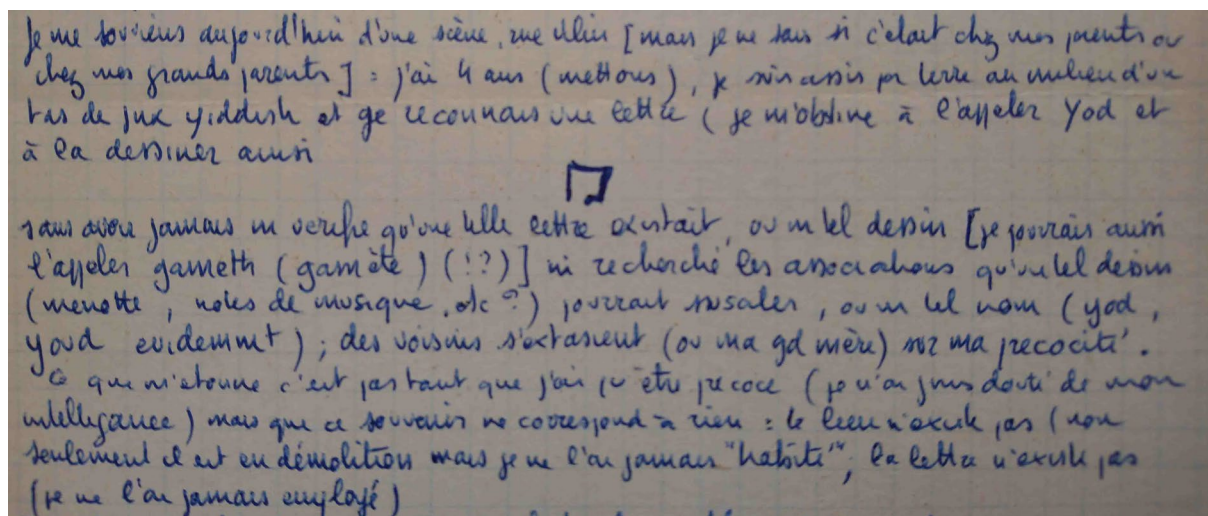 Je me souviens aujourd'hui d'une scène, rue Vilin [mais je ne sais si c'était chez mes parents ou
chez mes grands parents] : j'ai 4 ans (mettons), je suis assis par terre au milieu d'un
tas de jux yiddish et je reconnais une lettre (je m'obstine à l'appeler Yod et
à la dessiner ainsi
sans avoir jamais ni verifié qu'une telle lettre existait, ou un tel dessin [je pourrais aussi
l'appeler gameth (gamète) (!?)] ni recherché les associations qu'un tel dessin
(menotte, notes de musique, etc ?) pourrait susciter, ou un tel nom (yod,
youd evidemmt) ; des voisins s'extasient (ou ma gd mère) sur ma précocité.
Ce que m'étonne c'est pas tant que j'ai pu être précoce (je n'ai jms douté de mon
intelligence) mais que ce souvenir ne correspond à rien : le lieu n'existe pas (non
seulement il est en démolition mais je ne l'ai jamais "habité", la lettre n'existe pas
(je ne l'ai jamais employé)